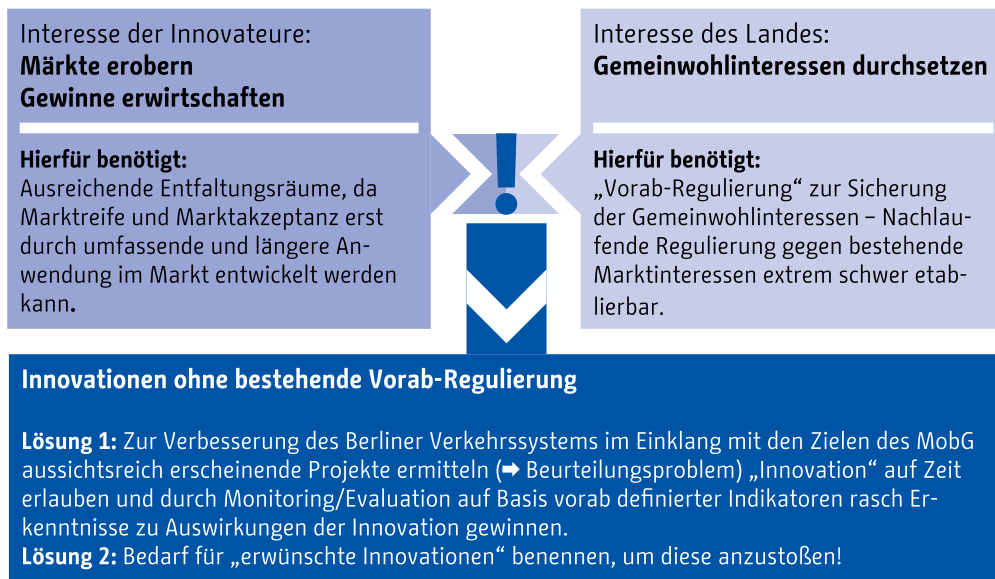 Interesse der Innovateure:
Märkte erobern
Gewinne erwirtschaften
Hierfür benötigt:
Ausreichende Entfaltungsräume, da
Marktreife und Marktakzeptanz erst
durch umfassende und längere An-
wendung im Markt entwickelt werden
kann.
!
Interesse des Landes:
Gemeinwohlinteressen durchsetzen
Hierfür benötigt:
„Vorab-Regulierung“ zur Sicherung
der Gemeinwohlinteressen – Nachlau-
fende Regulierung gegen bestehende
Marktinteressen extrem schwer etab-
lierbar.
Innovationen ohne bestehende Vorab-Regulierung
Lösung 1: Zur Verbesserung des Berliner Verkehrssystems im Einklang mit den Zielen des MobG
aussichtsreich erscheinende Projekte ermitteln (➡ Beurteilungsproblem) „Innovation“ auf Zeit
erlauben und durch Monitoring/Evaluation auf Basis vorab definierter Indikatoren rasch Er-
kenntnisse zu Auswirkungen der Innovation gewinnen.
Lösung 2: Bedarf für „erwünschte Innovationen“ benennen, um diese anzustoßen!